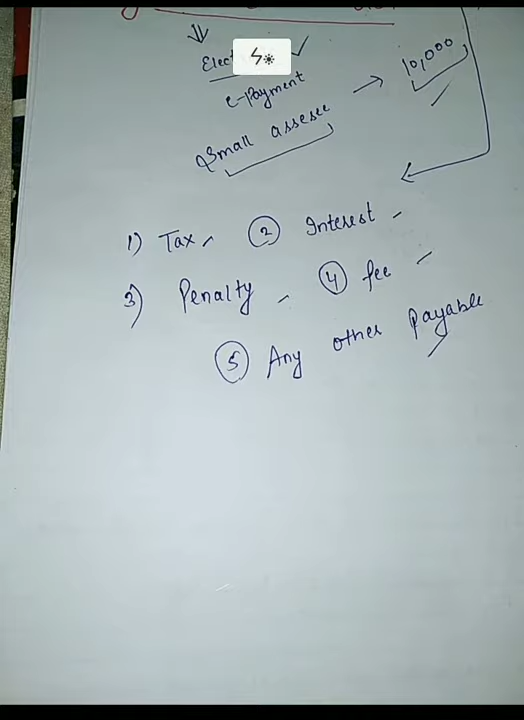 e-Payment
Small assesee → 10,000
1) Tax ② Interest
3) Penalty ④ fee
⑤ Any other Payable